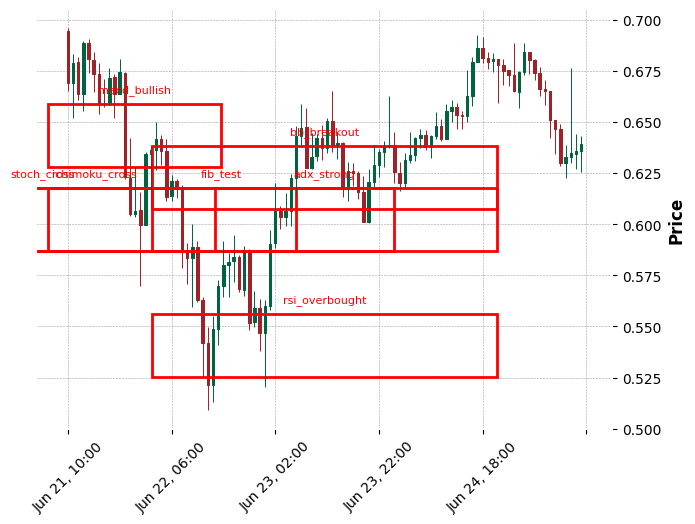 0.700
0.675
macd_bullish
0.650
bb_breakout
0.625
stoch_cross
ichimoku_cross
fib_test
adx_strong
0.600
Price
0.575
rsi_overbought
0.550
0.525
0.500
Jun 21, 10:00
Jun 22, 06:00
Jun 23, 02:00
Jun 23, 22:00
Jun 24, 18:00